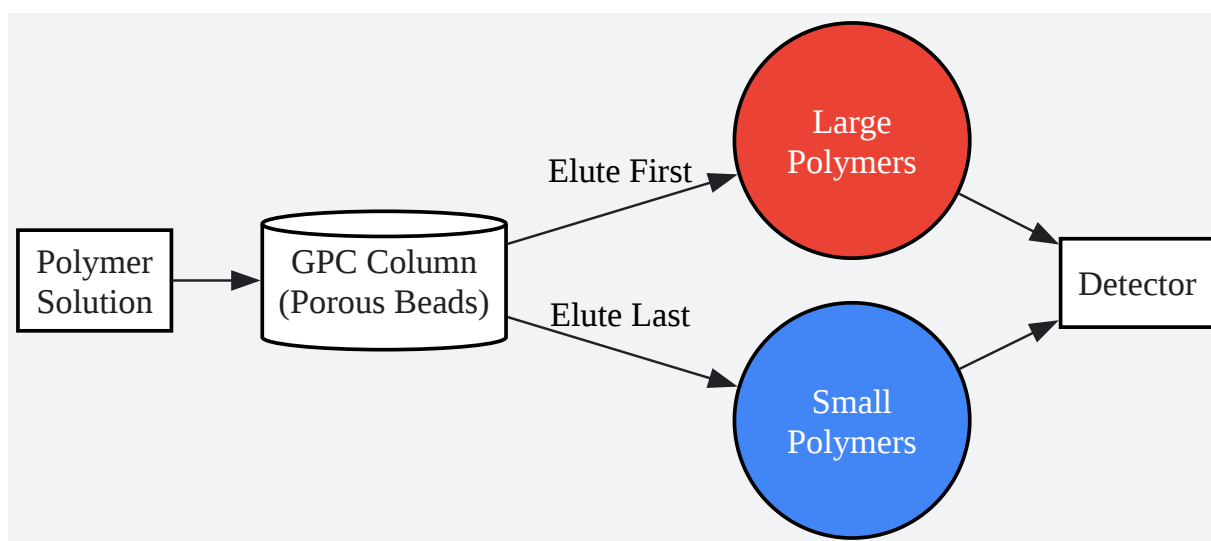 Polymer
Solution
GPC Column
(Porous Beads)
Elute First
Elute Last
Large
Polymers
Small
Polymers
Detector